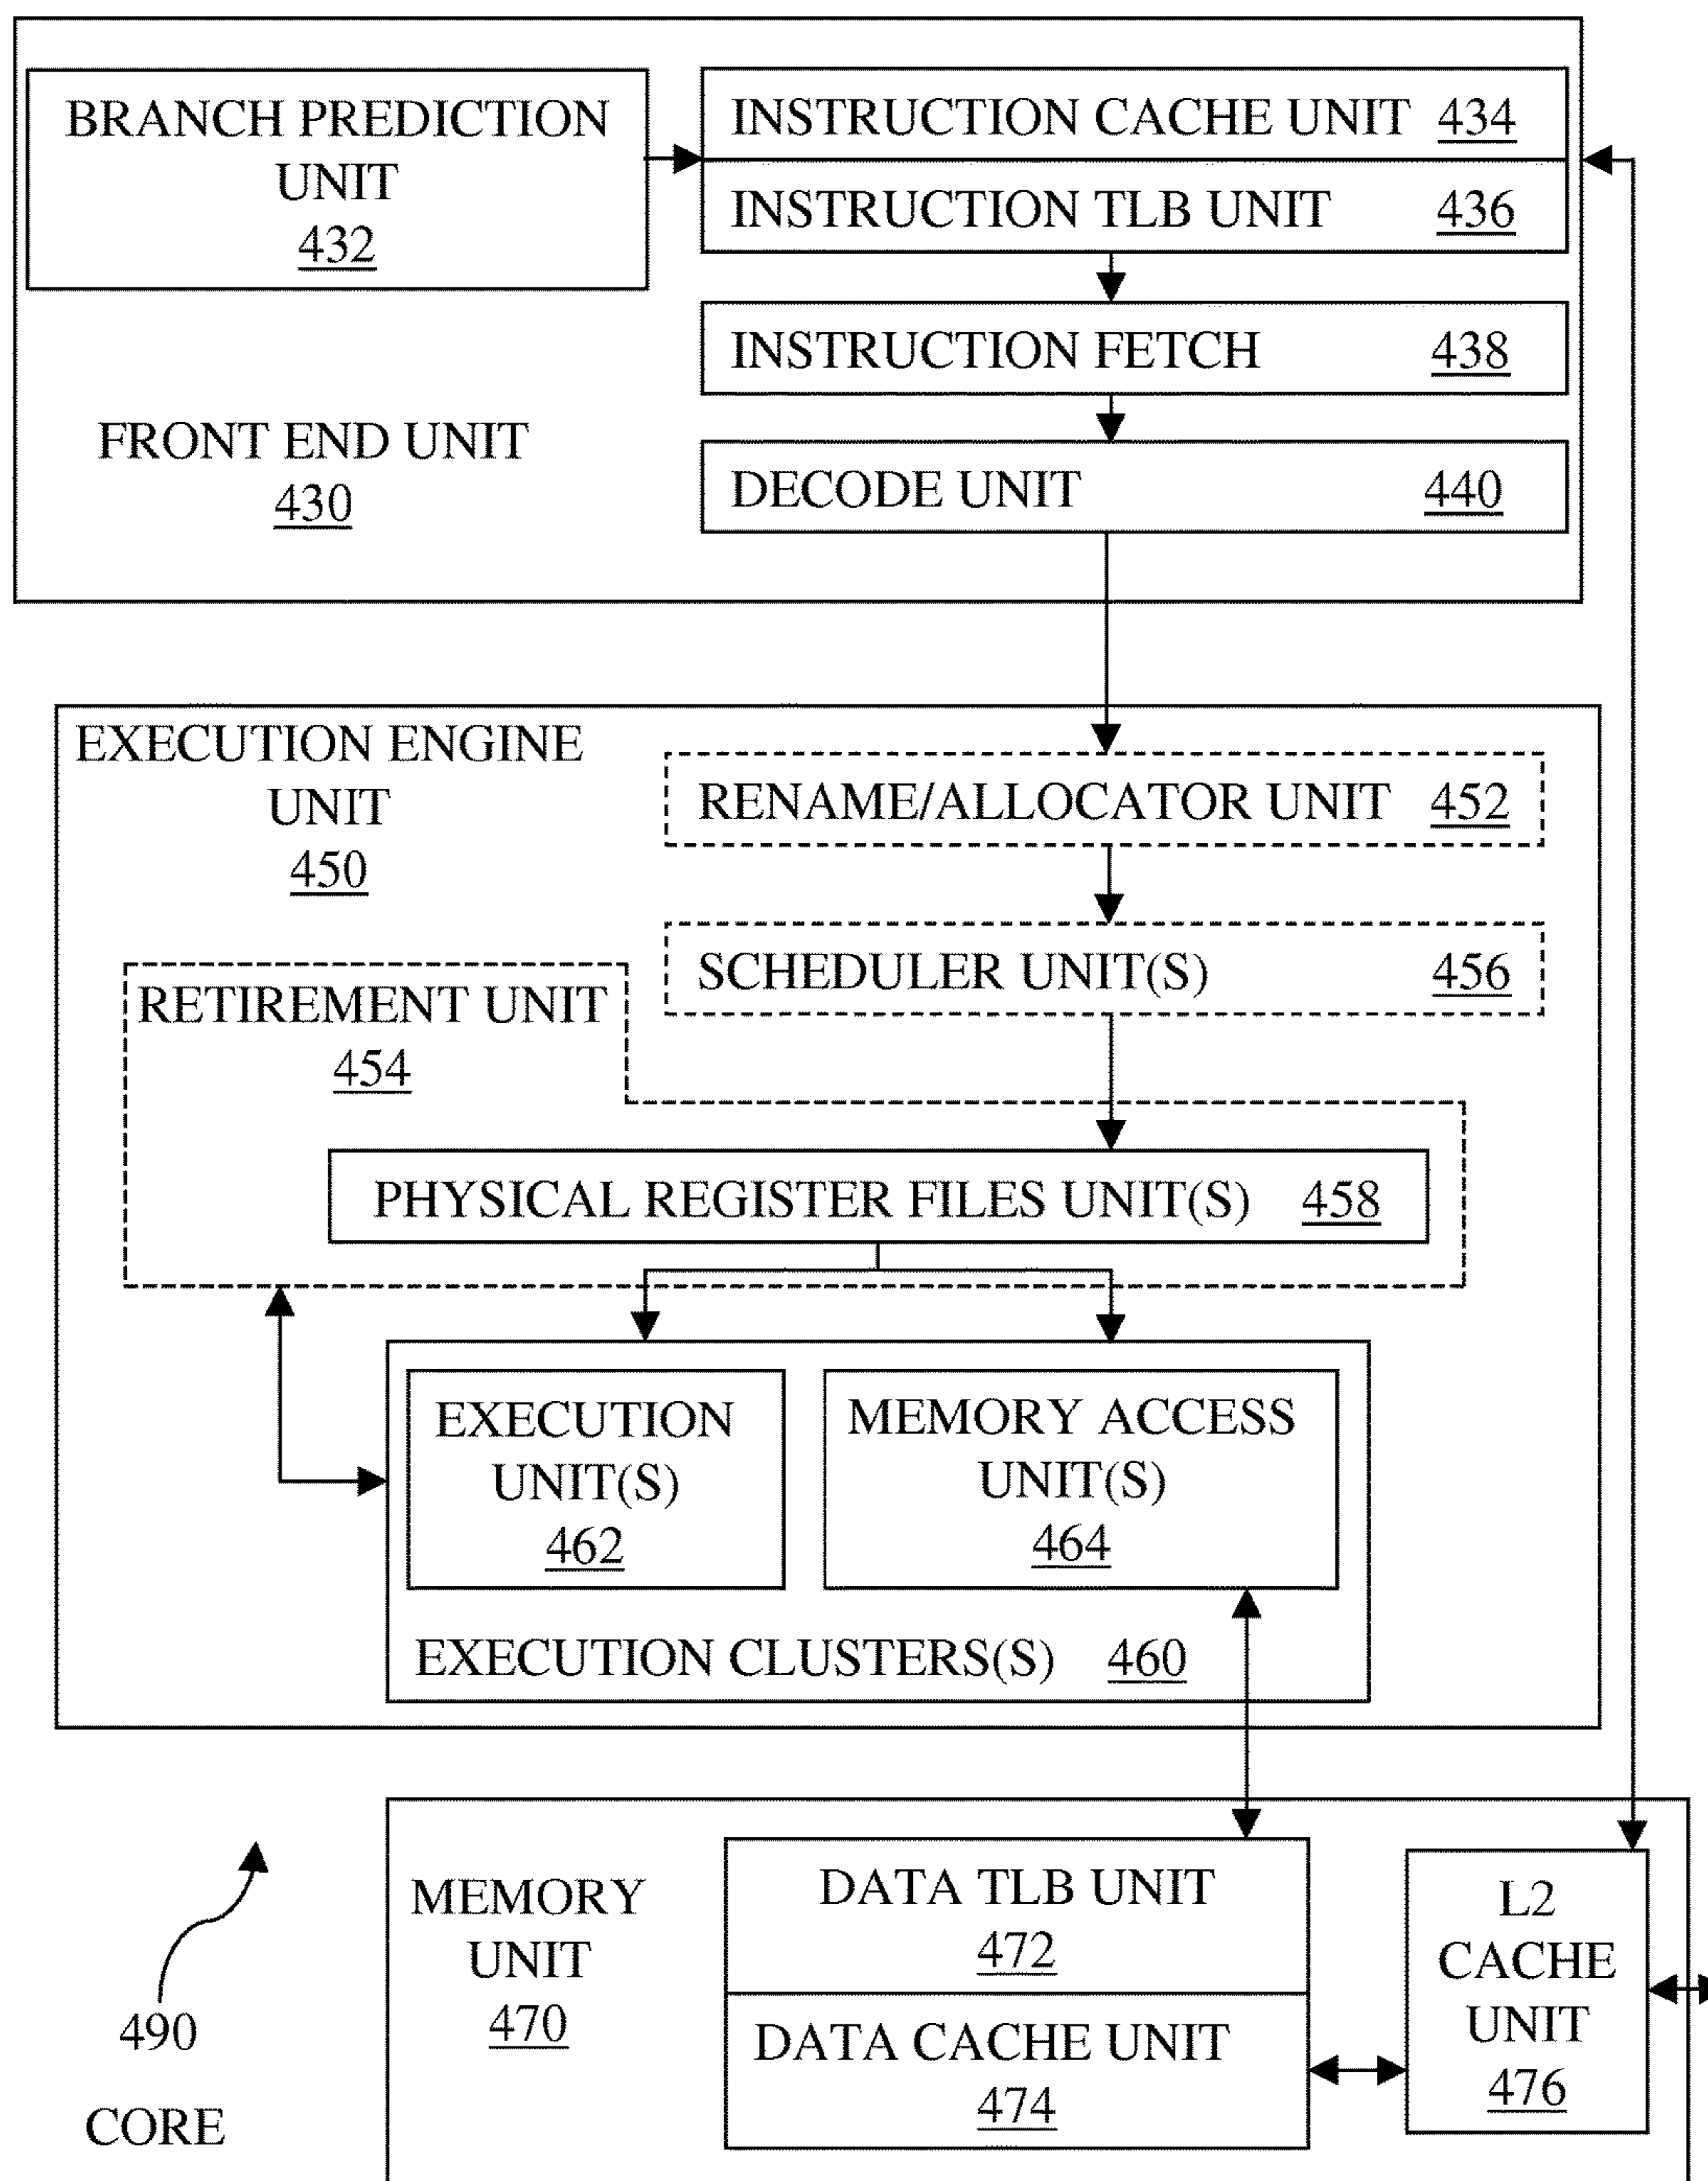 BRANCH PREDICTION
UNIT
432
INSTRUCTION CACHE UNIT 434
INSTRUCTION TLB UNIT 436
INSTRUCTION FETCH 438
FRONT END UNIT
430
DECODE UNIT 440
EXECUTION ENGINE
UNIT
450
RENAME/ALLOCATOR UNIT 452
SCHEDULER UNIT(S) 456
RETIREMENT UNIT
454
PHYSICAL REGISTER FILES UNIT(S) 458
EXECUTION
UNIT(S)
462
MEMORY ACCESS
UNIT(S)
464
EXECUTION CLUSTERS(S) 460
MEMORY
UNIT
470
DATA TLB UNIT
472
DATA CACHE UNIT
474
L2
CACHE
UNIT
476
490
CORE